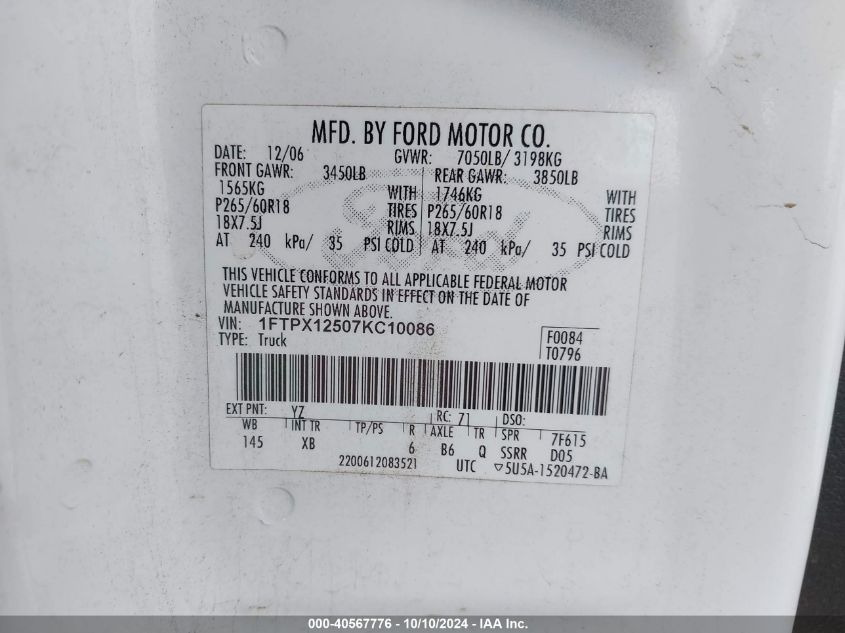 MFD. BY FORD MOTOR CO.
DATE: 12/06 GVWR: 7050LB/ 3198KG
FRONT GAWR: 3450LB REAR GAWR: 3850LB
1565KG WITH 1746KG WITH
P265/60R18 TIRES P265/60R18 TIRES
18X7.5J RIMS 18X7.5J RIMS
AT 240 kPa/ 35 PSI COLD AT 240 kPa/ 35 PSI COLD
Ford
THIS VEHICLE CONFORMS TO ALL APPLICABLE FEDERAL MOTOR
VEHICLE SAFETY STANDARDS IN EFFECT ON THE DATE OF
MANUFACTURE SHOWN ABOVE.
VIN: 1FTPX12507KC10086 F0084
TYPE: Truck T0796
EXT PNT: YZ RC: 71 DSO:
WB INT TR TP/PS R AXLE TR SPR 7F615
145 XB 6 B6 Q SSRR D05
2200612083521 UTC ▽5U5A-1520472-BA
000-40567776 - 10/10/2024 - IAA Inc.